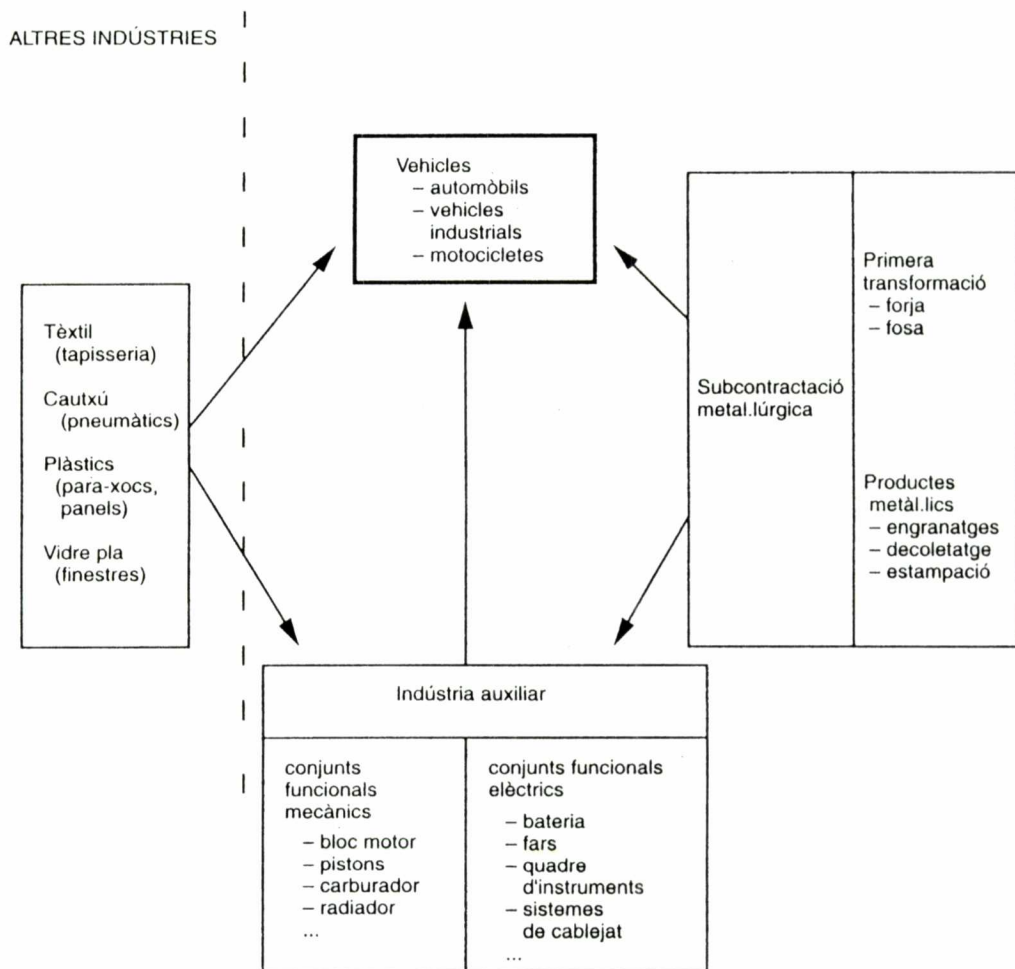 ALTRES INDÚSTRIES
Vehicles
– automòbils
– vehicles
industrials
– motocicletes
Tèxtil
(tapisseria)
Cautxú
(pneumàtics)
Plàstics
(para-xocs,
panels)
Vidre pla
(finestres)
Subcontractació
metal.lúrgica
Primera
transformació
– forja
– fosa
Productes
metàl.lics
– engranatges
– decoletatge
– estampació
Indústria auxiliar
conjunts
funcionals
mecànics
– bloc motor
– pistons
– carburador
– radiador
...
conjunts funcionals
elèctrics
– bateria
– fars
– quadre
d'instruments
– sistemes
de cablejat
...